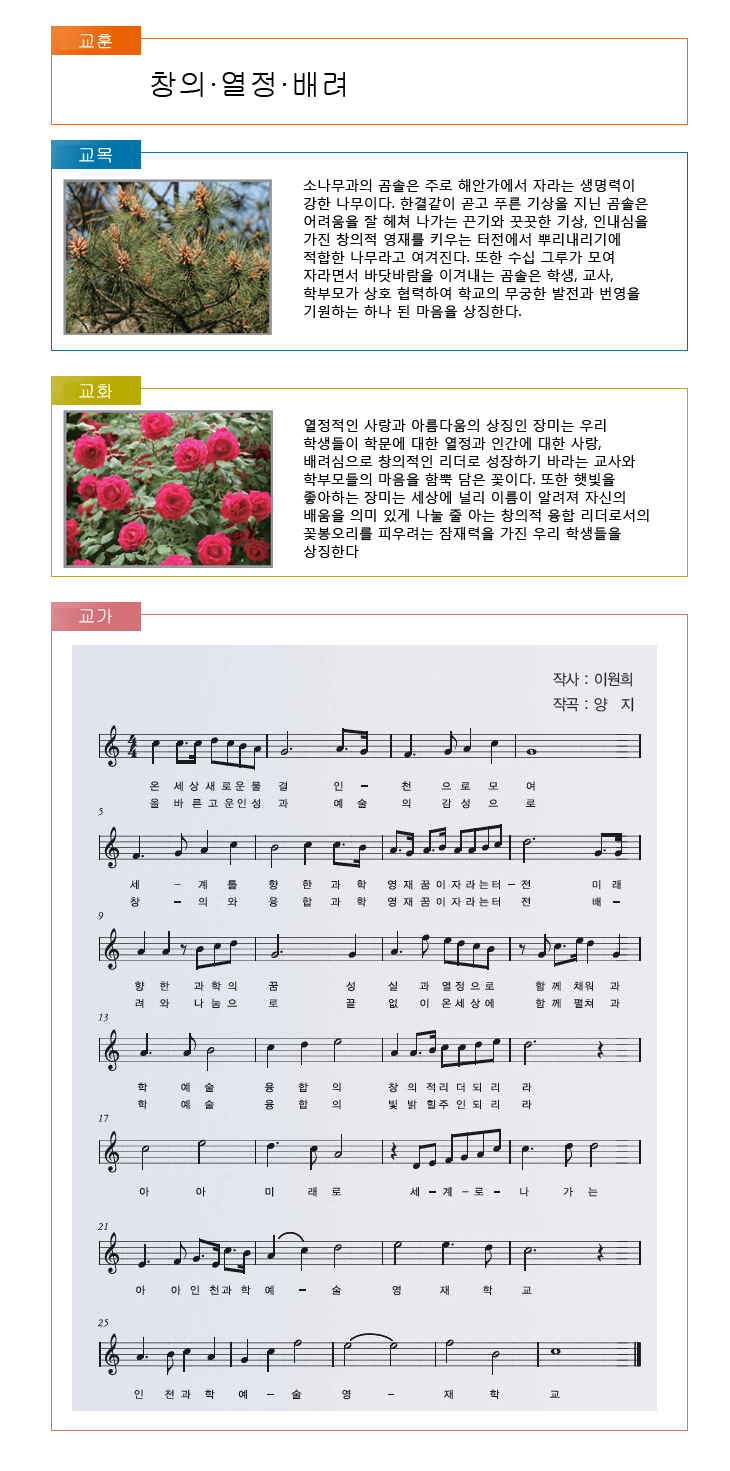 교훈
창의·열정·배려
교목
소나무과의 곰솔은 주로 해안가에서 자라는 생명력이
강한 나무이다. 한결같이 곧고 푸른 기상을 지닌 곰솔은
어려움을 잘 헤쳐 나가는 끈기와 꿋꿋한 기상, 인내심을
가진 창의적 영재를 키우는 터전에서 뿌리내리기에
적합한 나무라고 여겨진다. 또한 수십 그루가 모여
자라면서 바닷바람을 이겨내는 곰솔은 학생, 교사,
학부모가 상호 협력하여 학교의 무궁한 발전과 번영을
기원하는 하나 된 마음을 상징한다.
교화
열정적인 사랑과 아름다움의 상징인 장미는 우리
학생들이 학문에 대한 열정과 인간에 대한 사랑,
배려심으로 창의적인 리더로 성장하기 바라는 교사와
학부모들의 마음을 함뿍 담은 꽃이다. 또한 햇빛을
좋아하는 장미는 세상에 널리 이름이 알려져 자신의
배움을 의미 있게 나눌 줄 아는 창의적 융합 리더로서의
꽃봉오리를 피우려는 잠재력을 가진 우리 학생들을
상징한다
교가
작사 : 이원희
작곡 : 양 지
4
4
온 세 상 새 로 운 물 결 인 - 천 으 로 모 여
올 바 른 고 운 인 성 과 예 술 의 감 성 으 로
5
세 - 계 를 향 한 과 학 영 재 꿈 이 자 라 는 터 - 전 미 래
창 - 의 와 융 합 과 학 영 재 꿈 이 자 라 는 터 전 배 -
9
향 한 과 학 의 꿈 성 실 과 열 정 으 로 함 께 채워 과
려 와 나 눔 으 로 끝 없 이 온 세 상 에 함 께 펼쳐 과
13
학 예 술 융 합 의 창 의 적 리 더 되 리 라
학 예 술 융 합 의 빛 밝 힐 주 인 되 리 라
17
아 아 미 래 로 세 - 계 - 로 - 나 가 는
21
아 아 인 천 과 학 예 - 술 영 재 학 교
25
인 천 과 학 예 - 술 영 - 재 학 교